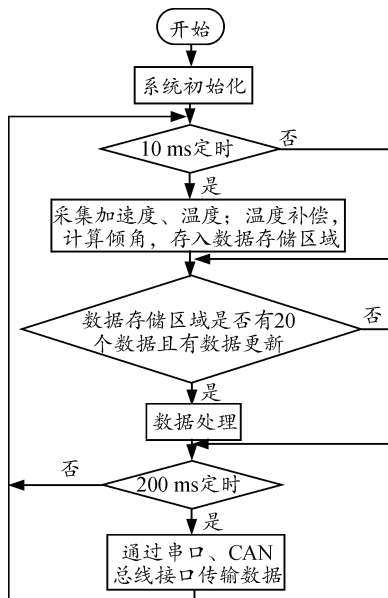 开始
系统初始化
10 ms定时
否
是
采集加速度、温度；温度补偿，
计算倾角，存入数据存储区域
数据存储区域是否有20
个数据且有数据更新
否
是
数据处理
否
200 ms定时
是
通过串口、CAN
总线接口传输数据